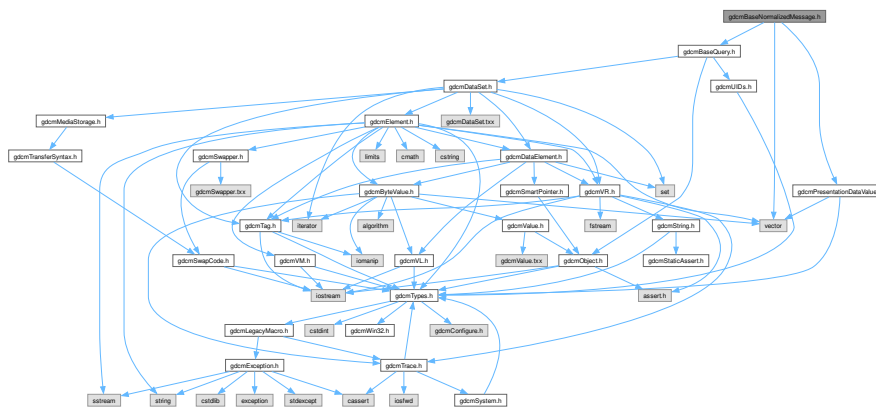 gdcmBaseNormalizedMessage.h
gdcmBaseQuery.h
gdcmDataSet.h
gdcmUIDs.h
gdcmMediaStorage.h
gdcmElement.h
gdcmDataSet.txx
gdcmTransferSyntax.h
gdcmSwapper.h
limits
cmath
cstring
gdcmDataElement.h
gdcmSwapper.txx
gdcmByteValue.h
gdcmSmartPointer.h
gdcmVR.h
set
gdcmPresentationDataValue.h
gdcmTag.h
iterator
algorithm
gdcmValue.h
fstream
gdcmString.h
vector
gdcmSwapCode.h
gdcmVM.h
iomanip
gdcmVL.h
gdcmValue.txx
gdcmObject.h
gdcmStaticAssert.h
iostream
gdcmTypes.h
assert.h
gdcmLegacyMacro.h
cstdint
gdcmWin32.h
gdcmConfigure.h
gdcmException.h
gdcmTrace.h
sstream
string
cstdlib
exception
stdexcept
cassert
iosfwd
gdcmSystem.h